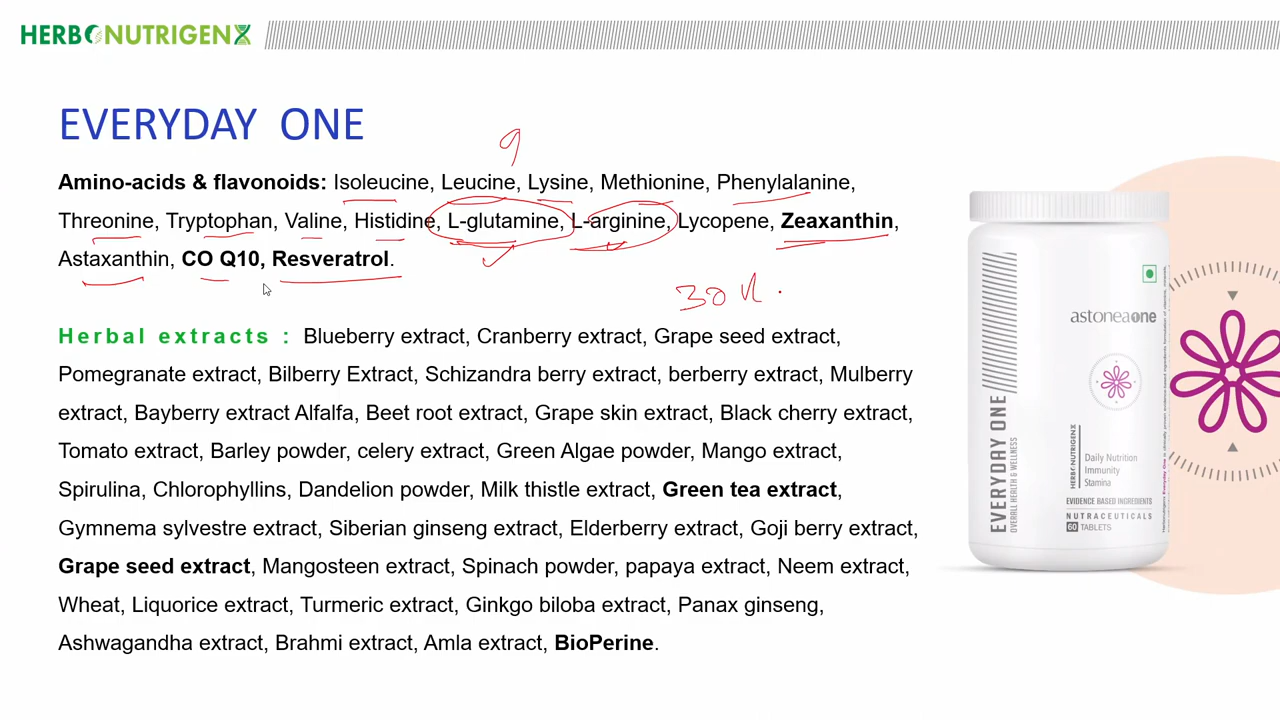 HERBONUTRIGENX
EVERYDAY ONE
9
Amino-acids & flavonoids: Isoleucine, Leucine, Lysine, Methionine, Phenylalanine,
Threonine, Tryptophan, Valine, Histidine, L-glutamine, L-arginine, Lycopene, Zeaxanthin,
Astaxanthin, CO Q10, Resveratrol.
30
Herbal extracts : Blueberry extract, Cranberry extract, Grape seed extract,
Pomegranate extract, Bilberry Extract, Schizandra berry extract, berberry extract, Mulberry
extract, Bayberry extract Alfalfa, Beet root extract, Grape skin extract, Black cherry extract,
Tomato extract, Barley powder, celery extract, Green Algae powder, Mango extract,
Spirulina, Chlorophyllins, Dandelion powder, Milk thistle extract, Green tea extract,
Gymnema sylvestre extract, Siberian ginseng extract, Elderberry extract, Goji berry extract,
Grape seed extract, Mangosteen extract, Spinach powder, papaya extract, Neem extract,
Wheat, Liquorice extract, Turmeric extract, Ginkgo biloba extract, Panax ginseng,
Ashwagandha extract, Brahmi extract, Amla extract, BioPerine.
astoneaone
EVERYDAY ONE
OVERALL HEALTH & WELLNESS
HERBONUTRIGENX
Daily Nutrition
Immunity
Stamina
EVIDENCE BASED INGREDIENTS
NUTRACEUTICALS
60 TABLETS